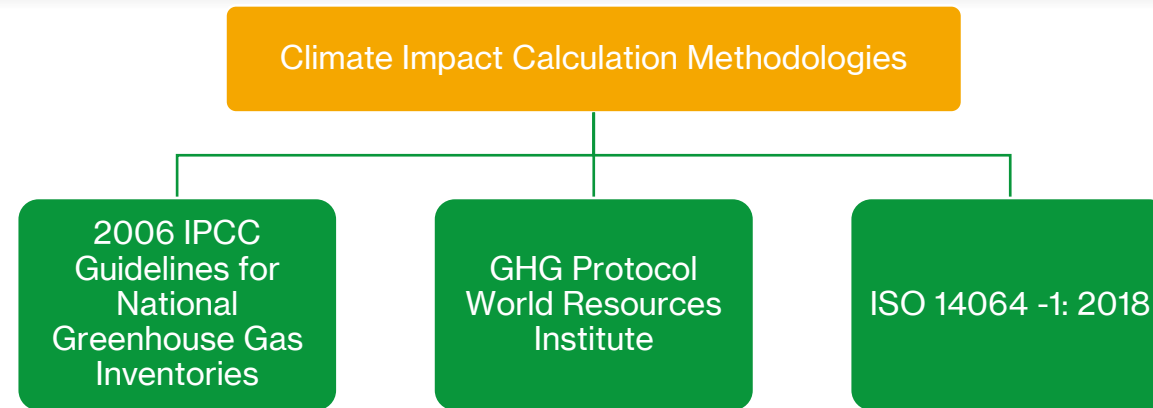 Climate Impact Calculation Methodologies
2006 IPCC
Guidelines for
National
Greenhouse Gas
Inventories
GHG Protocol
World Resources
Institute
ISO 14064 -1: 2018